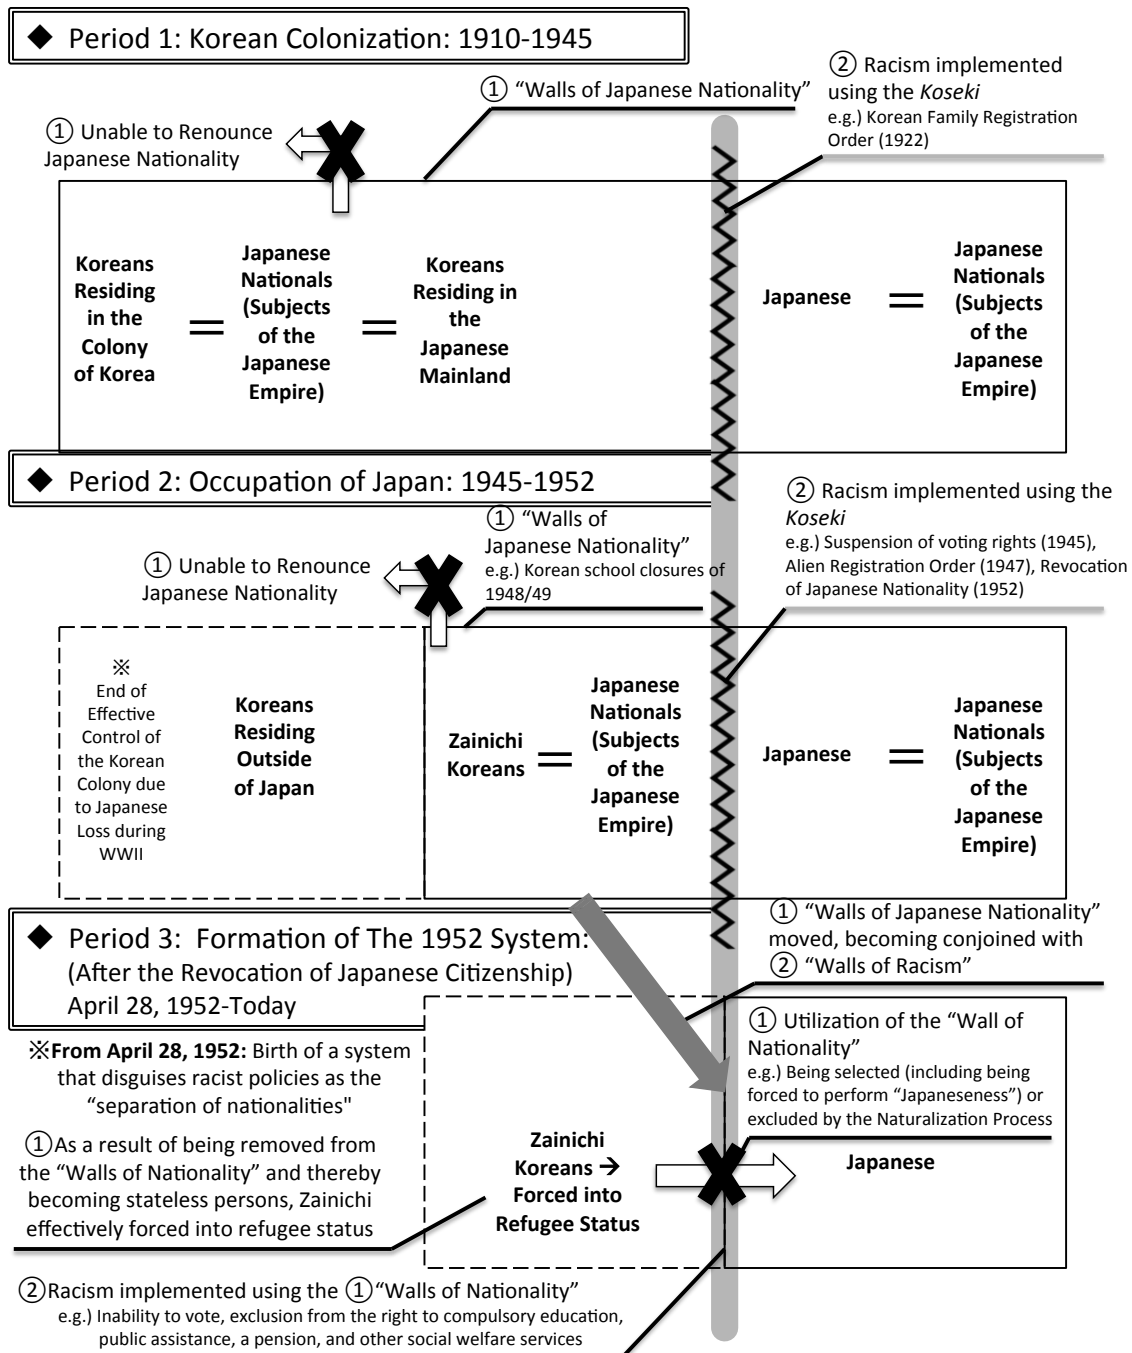 ◆ Period 1: Korean Colonization: 1910-1945
② Racism implemented
using the Koseki
e.g.) Korean Family Registration
Order (1922)
① “Walls of Japanese Nationality”
① Unable to Renounce
Japanese Nationality
Koreans
Residing
in the
Colony
of Korea
=
Japanese
Nationals
(Subjects
of the
Japanese
Empire)
=
Koreans
Residing in
the
Japanese
Mainland
Japanese
=
Japanese
Nationals
(Subjects
of the
Japanese
Empire)
◆ Period 2: Occupation of Japan: 1945-1952
② Racism implemented using the
Koseki
e.g.) Suspension of voting rights (1945),
Alien Registration Order (1947), Revocation
of Japanese Nationality (1952)
① “Walls of
Japanese Nationality”
e.g.) Korean school closures of
1948/49
① Unable to Renounce
Japanese Nationality
※
End of
Effective
Control of
the Korean
Colony due
to Japanese
Loss during
WWII
Koreans
Residing
Outside
of Japan
Zainichi
Koreans
=
Japanese
Nationals
(Subjects
of the
Japanese
Empire)
Japanese
=
Japanese
Nationals
(Subjects
of the
Japanese
Empire)
◆ Period 3: Formation of The 1952 System:
(After the Revocation of Japanese Citizenship)
April 28, 1952-Today
① “Walls of Japanese Nationality”
moved, becoming conjoined with
② “Walls of Racism”
※From April 28, 1952: Birth of a system
that disguises racist policies as the
“separation of nationalities"
① Utilization of the “Wall of
Nationality”
e.g.) Being selected (including being
forced to perform “Japaneseness”) or
excluded by the Naturalization Process
①As a result of being removed from
the “Walls of Nationality” and thereby
becoming stateless persons, Zainichi
effectively forced into refugee status
Zainichi
Koreans →
Forced into
Refugee Status
Japanese
②Racism implemented using the ①“Walls of Nationality”
e.g.) Inability to vote, exclusion from the right to compulsory education,
public assistance, a pension, and other social welfare services